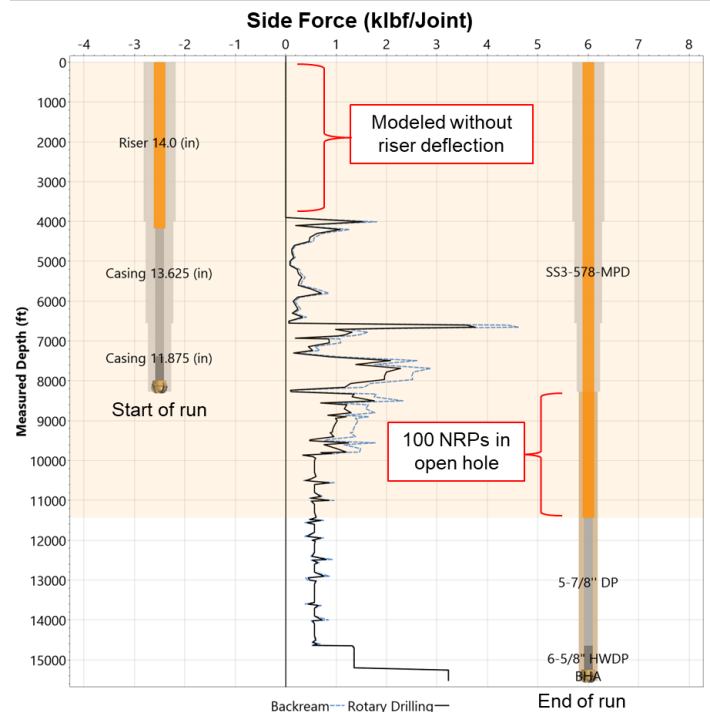 Side Force (klbf/Joint)
-4 -3 -2 -1 0 1 2 3 4 5 6 7 8
Measured Depth (ft)
0
1000
2000
3000
4000
5000
6000
7000
8000
9000
10000
11000
12000
13000
14000
15000
Riser 14.0 (in)
Casing 13.625 (in)
Casing 11.875 (in)
Start of run
Modeled without
riser deflection
SS3-578-MPD
100 NRPs in
open hole
5-7/8'' DP
6-5/8" HWDP
BHA
End of run
Backream Rotary Drilling